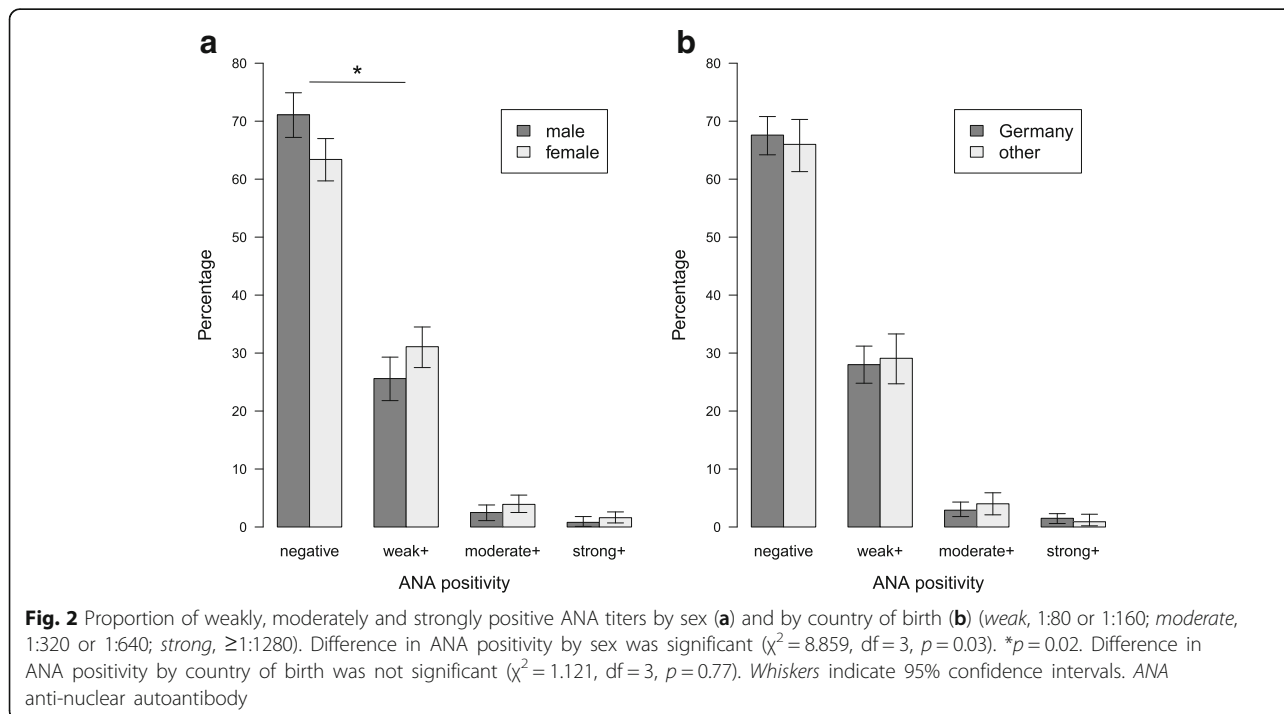 a
80
70
60
50
40
30
20
10
0
Percentage
*
male
female
negative weak+ moderate+ strong+
ANA positivity
b
80
70
60
50
40
30
20
10
0
Percentage
Germany
other
negative weak+ moderate+ strong+
ANA positivity
Fig. 2 Proportion of weakly, moderately and strongly positive ANA titers by sex (a) and by country of birth (b) (weak, 1:80 or 1:160; moderate,
1:320 or 1:640; strong, ≥1:1280). Difference in ANA positivity by sex was significant (χ² = 8.859, df = 3, p = 0.03). *p = 0.02. Difference in
ANA positivity by country of birth was not significant (χ² = 1.121, df = 3, p = 0.77). Whiskers indicate 95% confidence intervals. ANA
anti-nuclear autoantibody